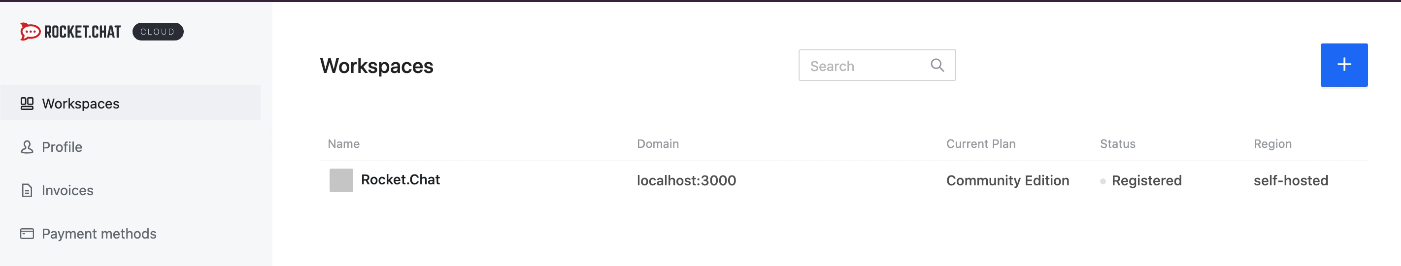 ROCKET.CHAT CLOUD
Workspaces
Profile
Invoices
Payment methods
Workspaces
Search
Name Domain Current Plan Status Region
Rocket.Chat localhost:3000 Community Edition Registered self-hosted